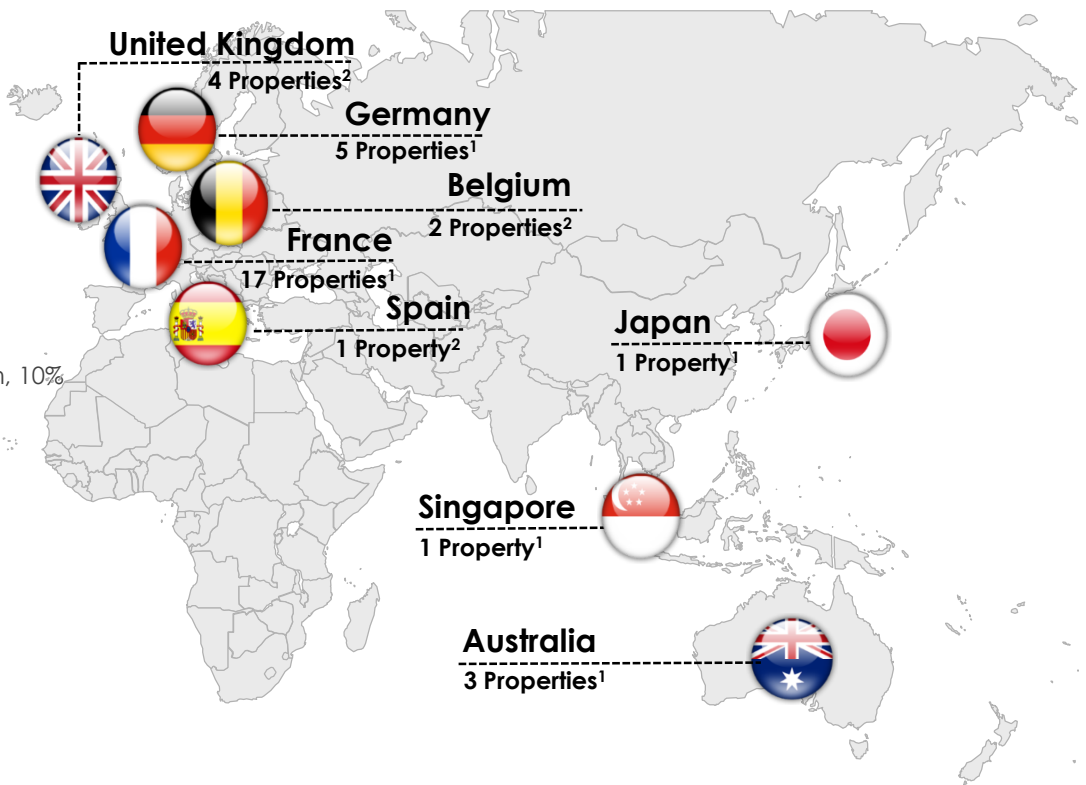 United Kingdom
4 Properties²
Germany
5 Properties¹
Belgium
2 Properties²
France
17 Properties¹
Spain
1 Property²
Japan
1 Property¹
, 10%
Singapore
1 Property¹
Australia
3 Properties¹